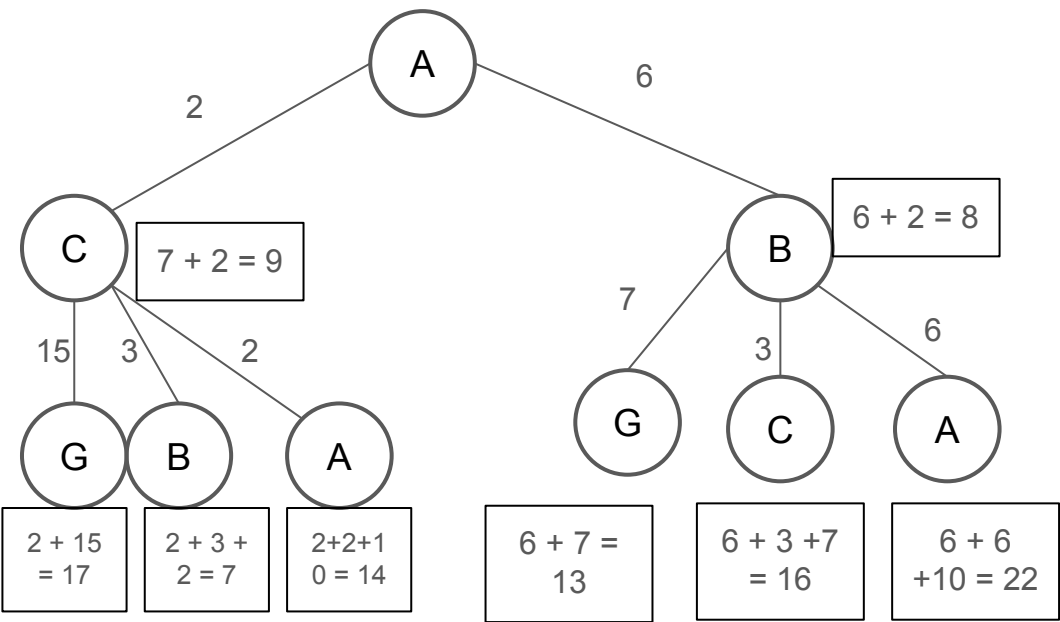 A
2
6
C
7 + 2 = 9
B
6 + 2 = 8
15
3
2
7
3
6
G
B
A
G
C
A
2 + 15
= 17
2 + 3 +
2 = 7
2+2+1
0 = 14
6 + 7 =
13
6 + 3 +7
= 16
6 + 6
+10 = 22